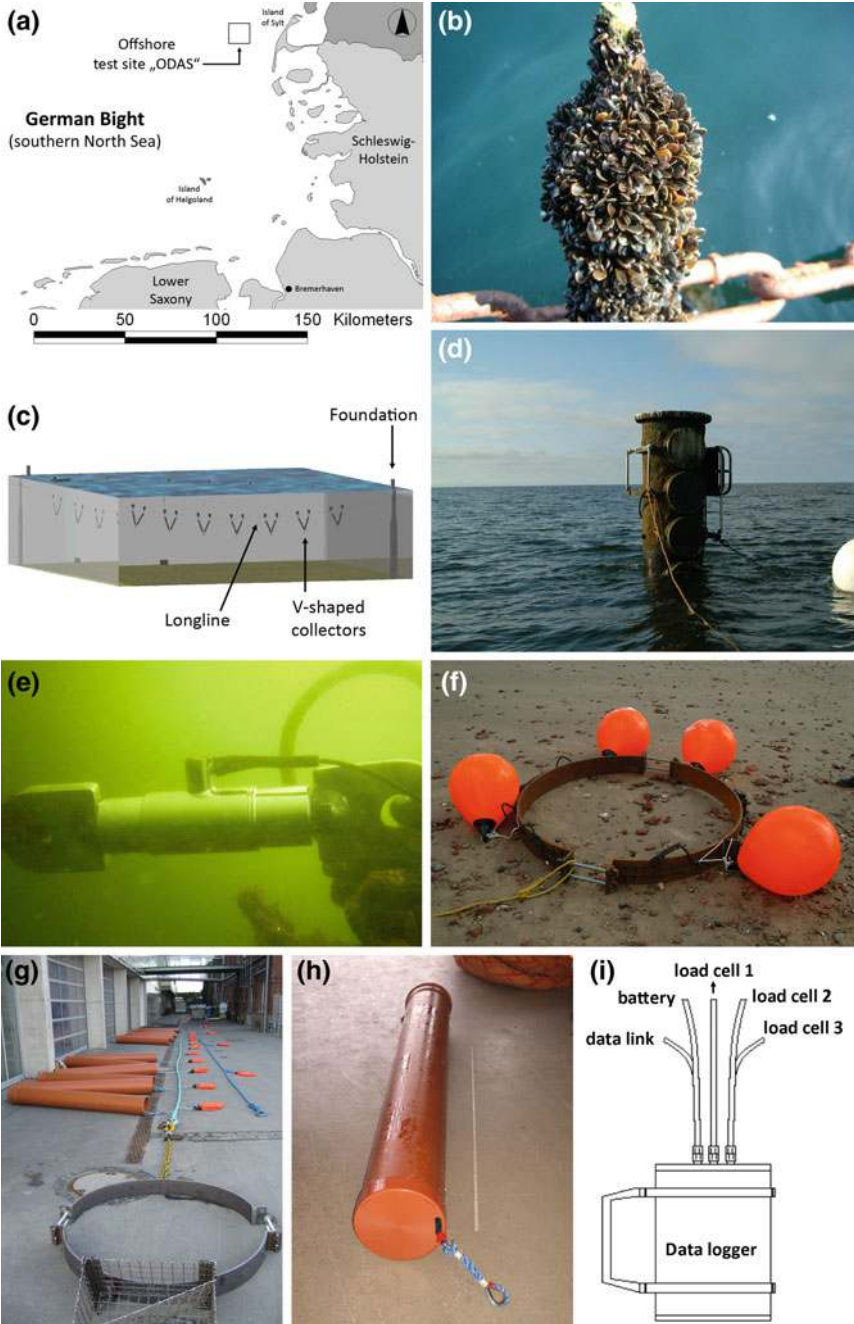 (a)
Island
of Sylt
Offshore
test site „ODAS“
German Bight
(southern North Sea)
Schleswig-
Holstein
Island
of Helgoland
Lower
Saxony
Bremerhaven
0 50 100 150 Kilometers
(b)
(c)
Foundation
Longline
V-shaped
collectors
(d)
(e)
(f)
(g)
(h)
(i)
load cell 1
battery
load cell 2
data link
load cell 3
Data logger